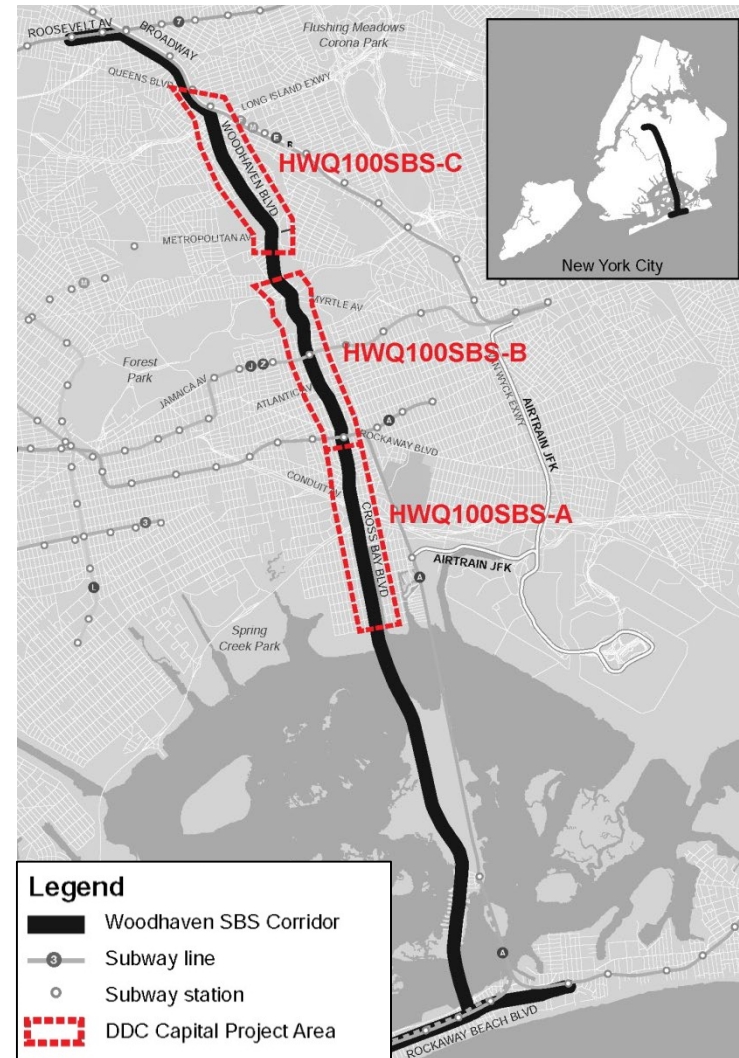 ROOSEVELT AV
7
BROADWAY
Flushing Meadows
Corona Park
QUEENS BLVD
LONG ISLAND EXWY
E
WOODHAVEN BLVD
HWQ100SBS-C
METROPOLITAN AV
New York City
M
MYRTLE AV
Forest
Park
J Z
HWQ100SBS-B
JAMAICA AV
ATLANTIC AV
A
ROCKAWAY BLVD
WYCK EXWY
AIRTRAIN JFK
CONDUIT AV
CROSS BAY BLVD
HWQ100SBS-A
3
AIRTRAIN JFK
A
L
Spring
Creek Park
A
ROCKAWAY BEACH BLVD
Legend
Woodhaven SBS Corridor
3
Subway line
Subway station
DDC Capital Project Area